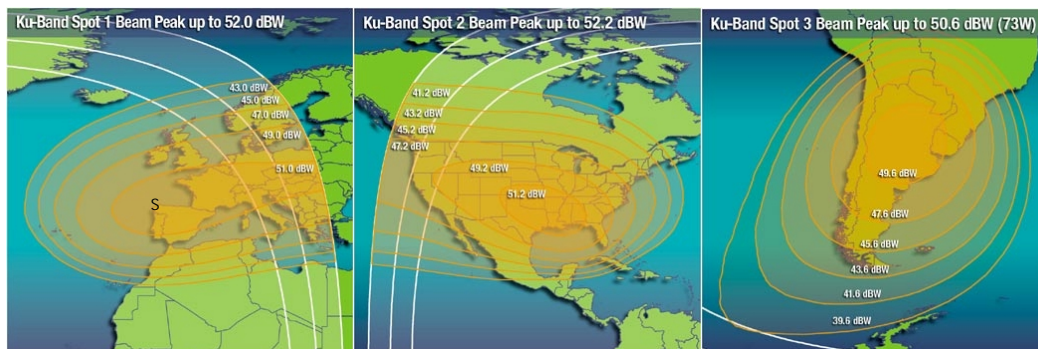 Ku-Band Spot 1 Beam Peak up to 52.0 dBW
43.0 dBW
45.0 dBW
47.0 dBW
49.0 dBW
51.0 dBW
S
Ku-Band Spot 2 Beam Peak up to 52.2 dBW
41.2 dBW
43.2 dBW
45.2 dBW
47.2 dBW
49.2 dBW
51.2 dBW
Ku-Band Spot 3 Beam Peak up to 50.6 dBW (73W)
49.6 dBW
47.6 dBW
45.6 dBW
43.6 dBW
41.6 dBW
39.6 dBW